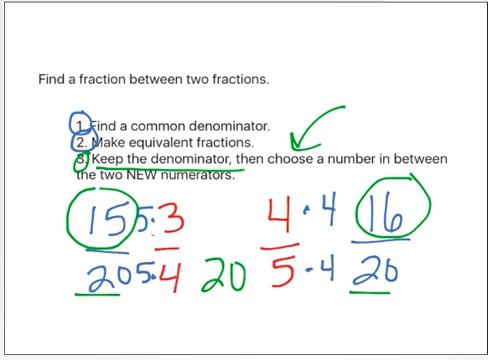 Find a fraction between two fractions.
1. Find a common denominator.
2. Make equivalent fractions.
3. Keep the denominator, then choose a number in between
the two NEW numerators.
15 5· 3 4 · 4 16
20 5· 4 20 5 · 4 20